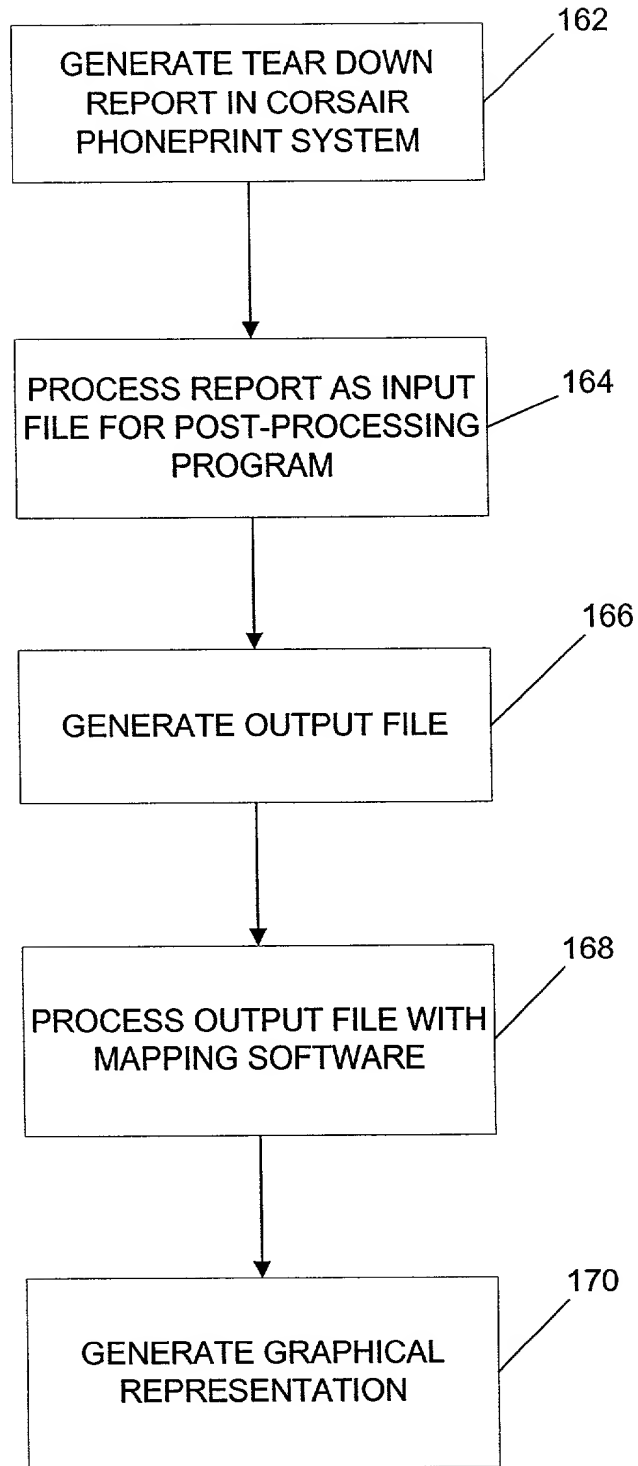 162
GENERATE TEAR DOWN
REPORT IN CORSAIR
PHONEPRINT SYSTEM
PROCESS REPORT AS INPUT
FILE FOR POST-PROCESSING
PROGRAM
164
166
GENERATE OUTPUT FILE
168
PROCESS OUTPUT FILE WITH
MAPPING SOFTWARE
170
GENERATE GRAPHICAL
REPRESENTATION